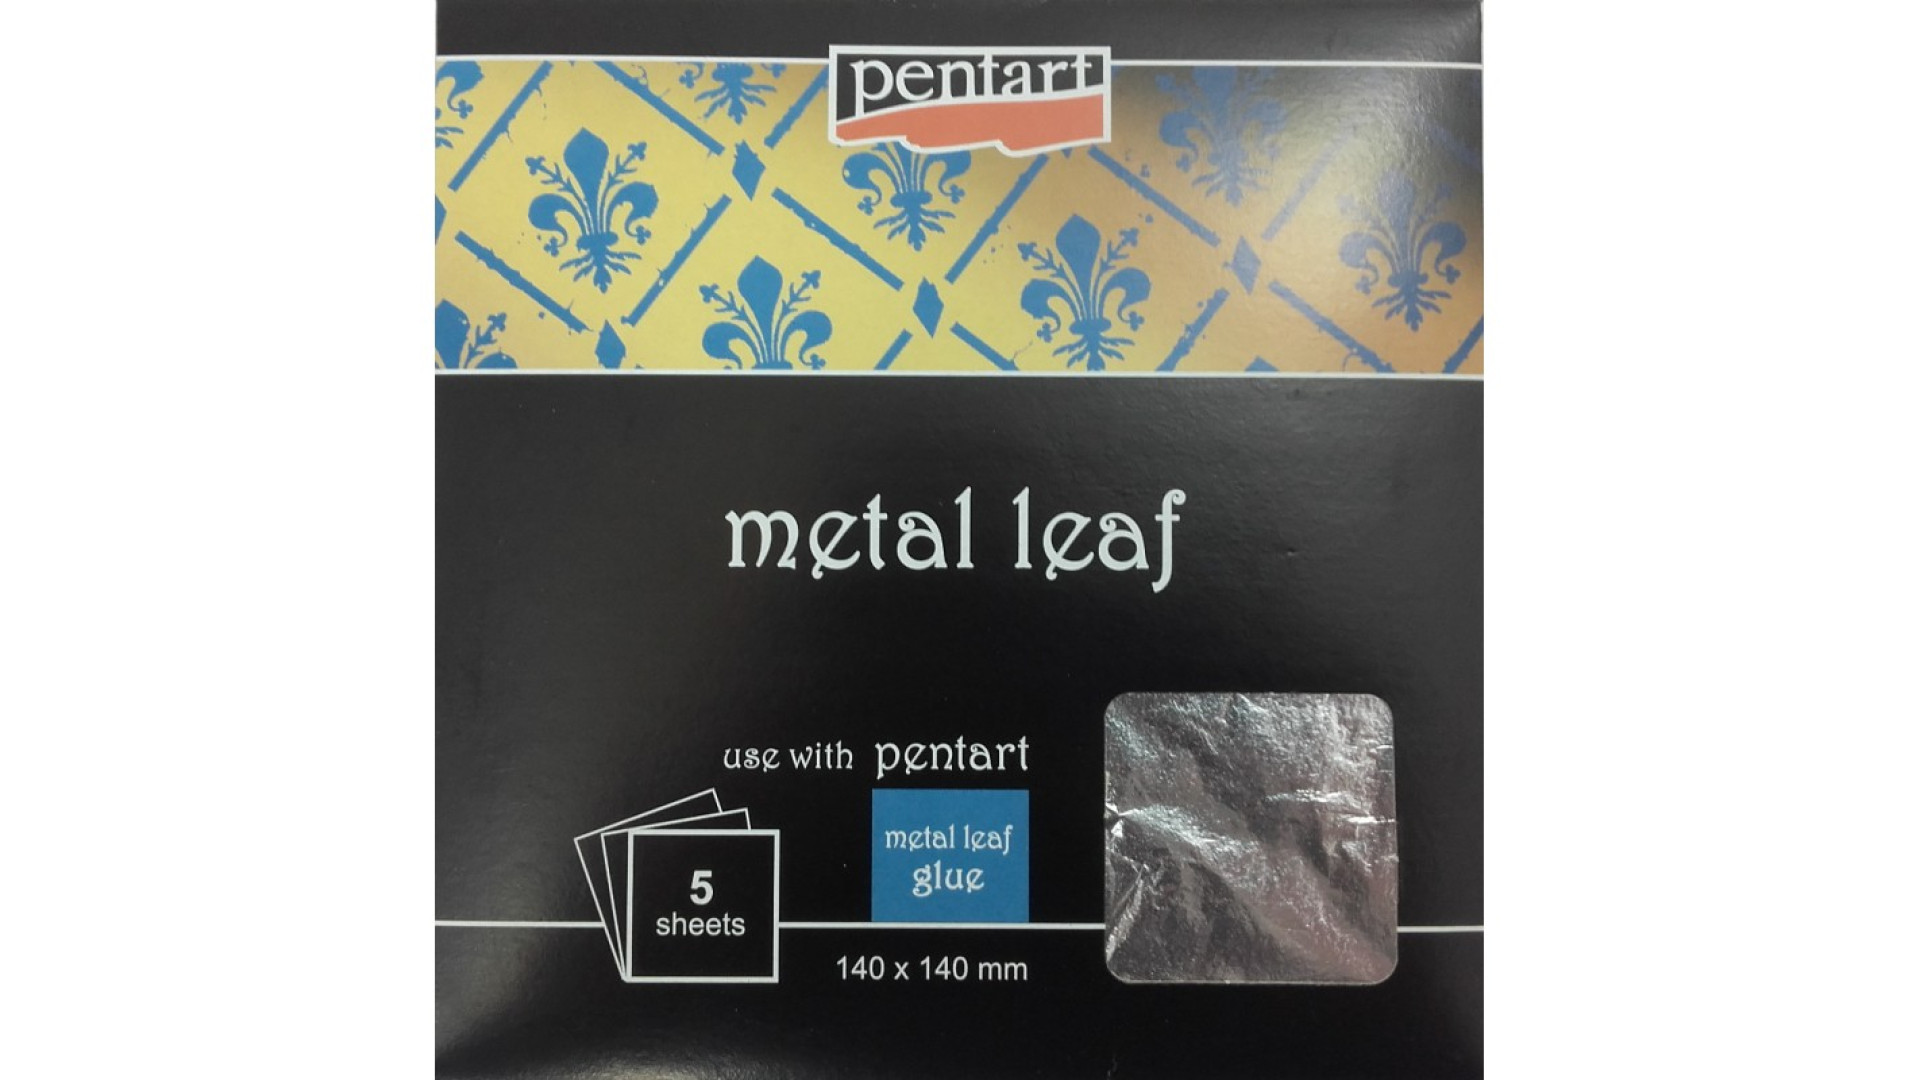 pentart
metal leaf
use with pentart
metal leaf
glue
5
sheets
140 x 140 mm